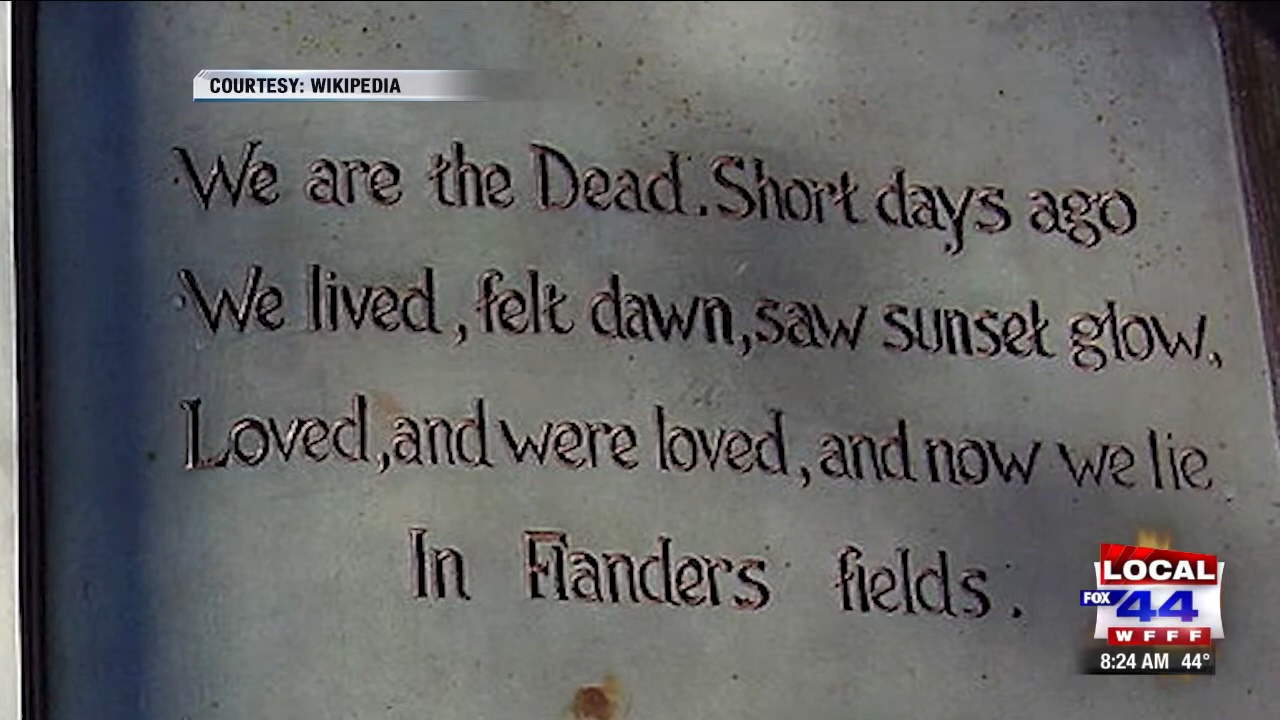 COURTESY: WIKIPEDIA
We are the Dead. Short days ago
We lived, felt dawn, saw sunset glow,
Loved, and were loved, and now we lie
In Flanders fields.
LOCAL
FOX 44
WFFF
8:24 AM 44°